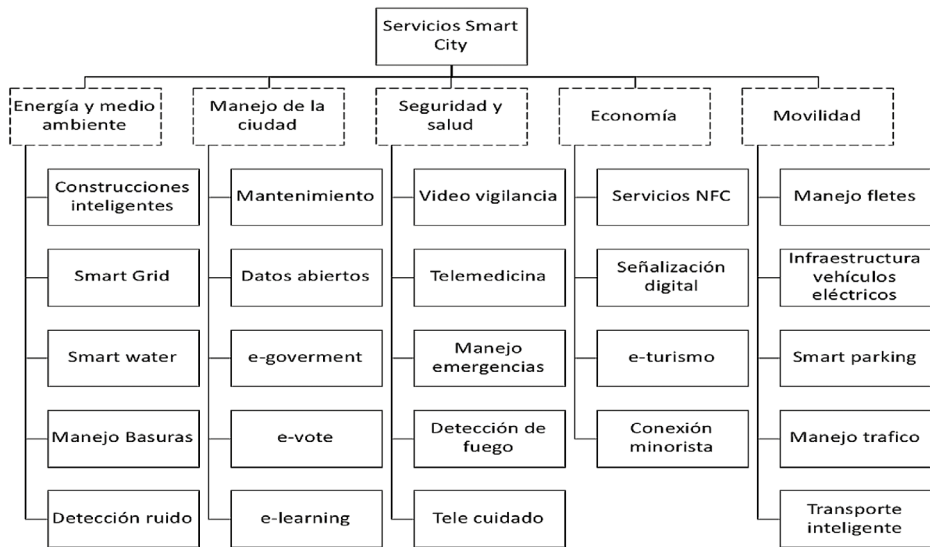 Servicios Smart
City
Energía y medio
ambiente
Manejo de la
ciudad
Seguridad y
salud
Economía
Movilidad
Construcciones
inteligentes
Mantenimiento
Video vigilancia
Servicios NFC
Manejo fletes
Smart Grid
Datos abiertos
Telemedicina
Señalización
digital
Infraestructura
vehículos
eléctricos
Smart water
e-goverment
Manejo
emergencias
e-turismo
Smart parking
Manejo Basuras
e-vote
Detección de
fuego
Conexión
minorista
Manejo trafico
Detección ruido
e-learning
Tele cuidado
Transporte
inteligente